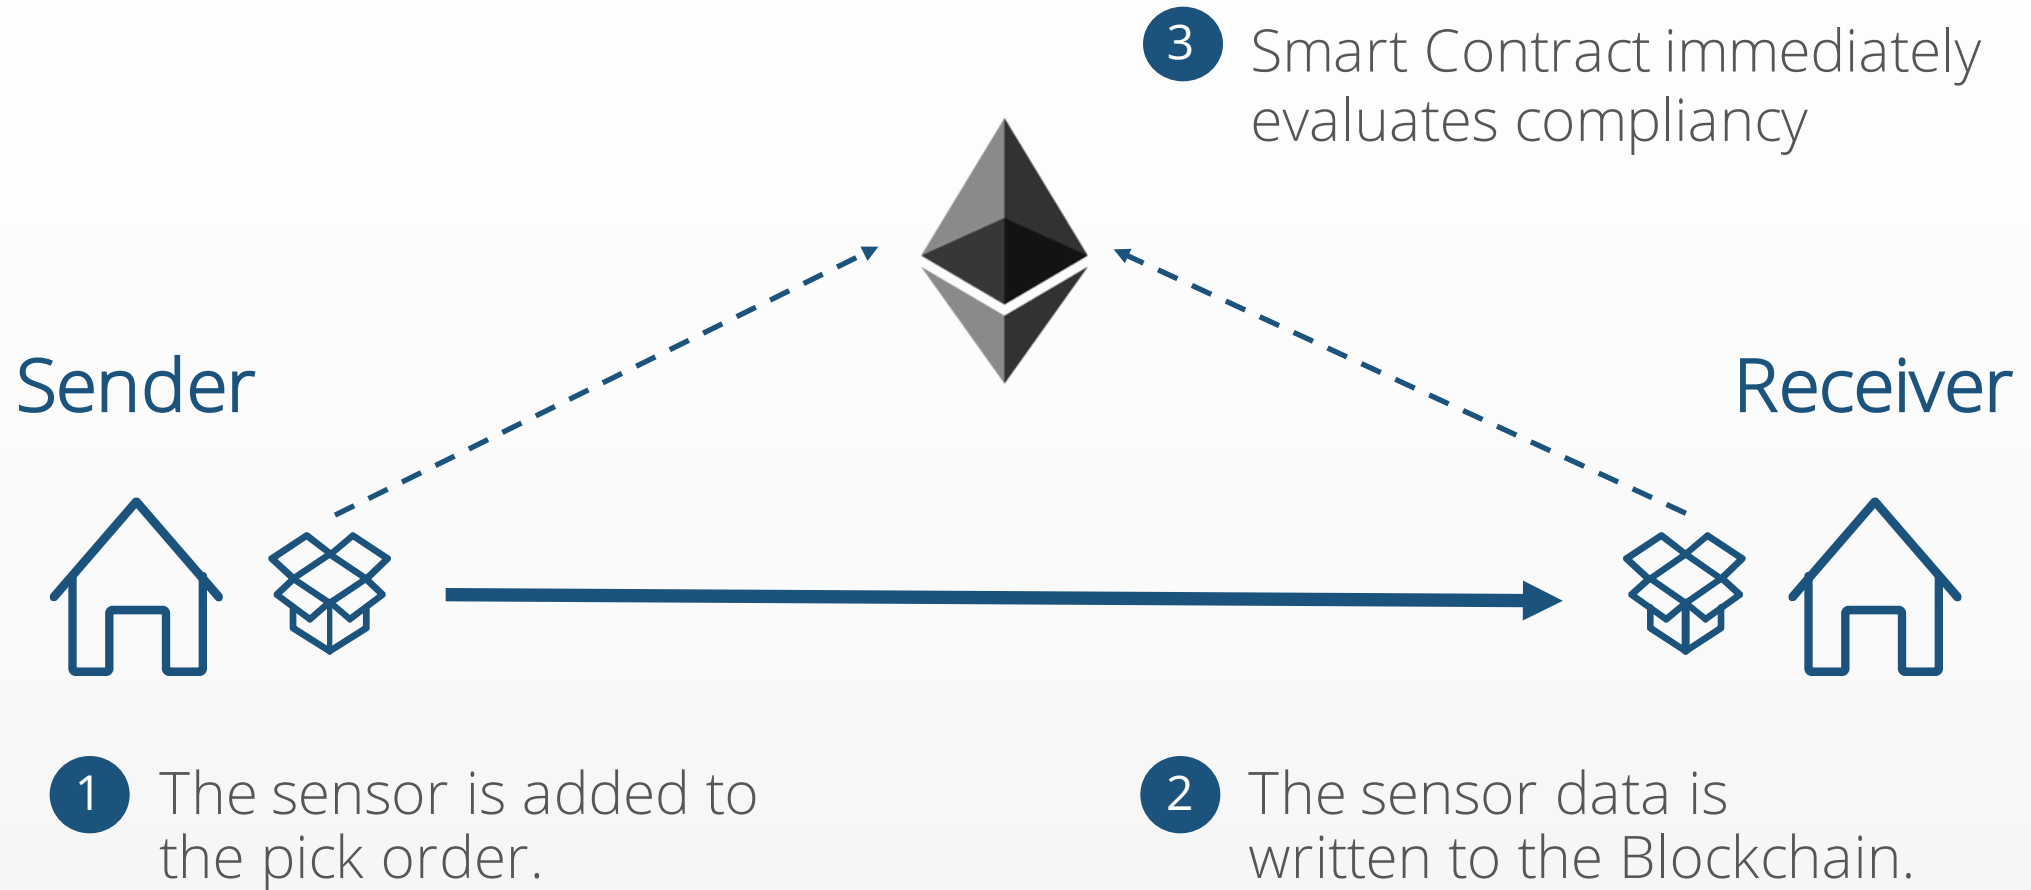 3
Smart Contract immediately
evaluates compliancy
Sender
Receiver
1
The sensor is added to
the pick order.
2
The sensor data is
written to the Blockchain.